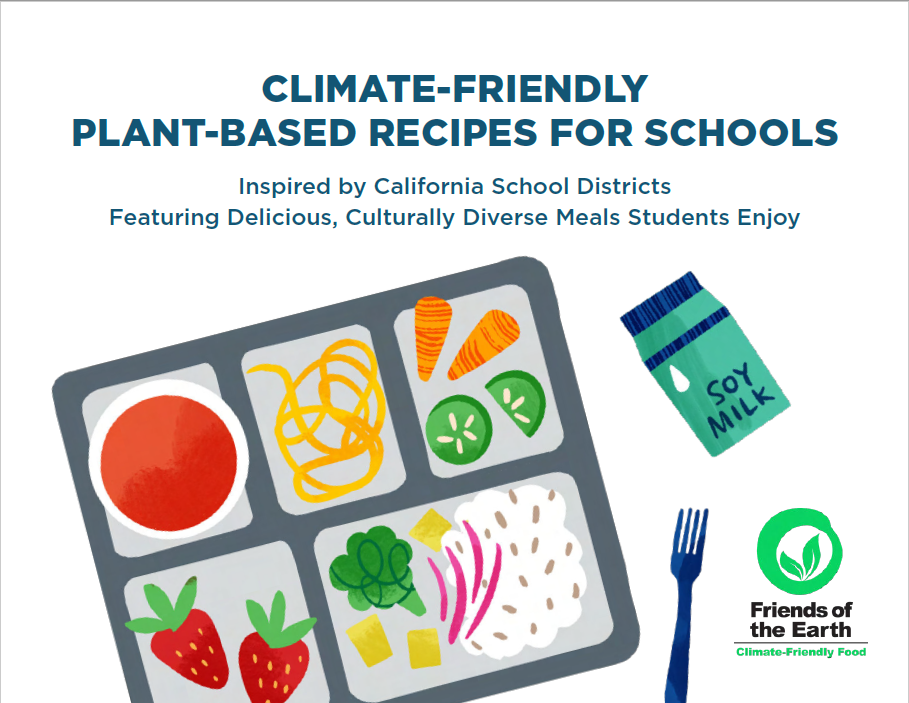 CLIMATE-FRIENDLY
PLANT-BASED RECIPES FOR SCHOOLS
Inspired by California School Districts
Featuring Delicious, Culturally Diverse Meals Students Enjoy
SOY
MILK
Friends of
the Earth
Climate-Friendly Food